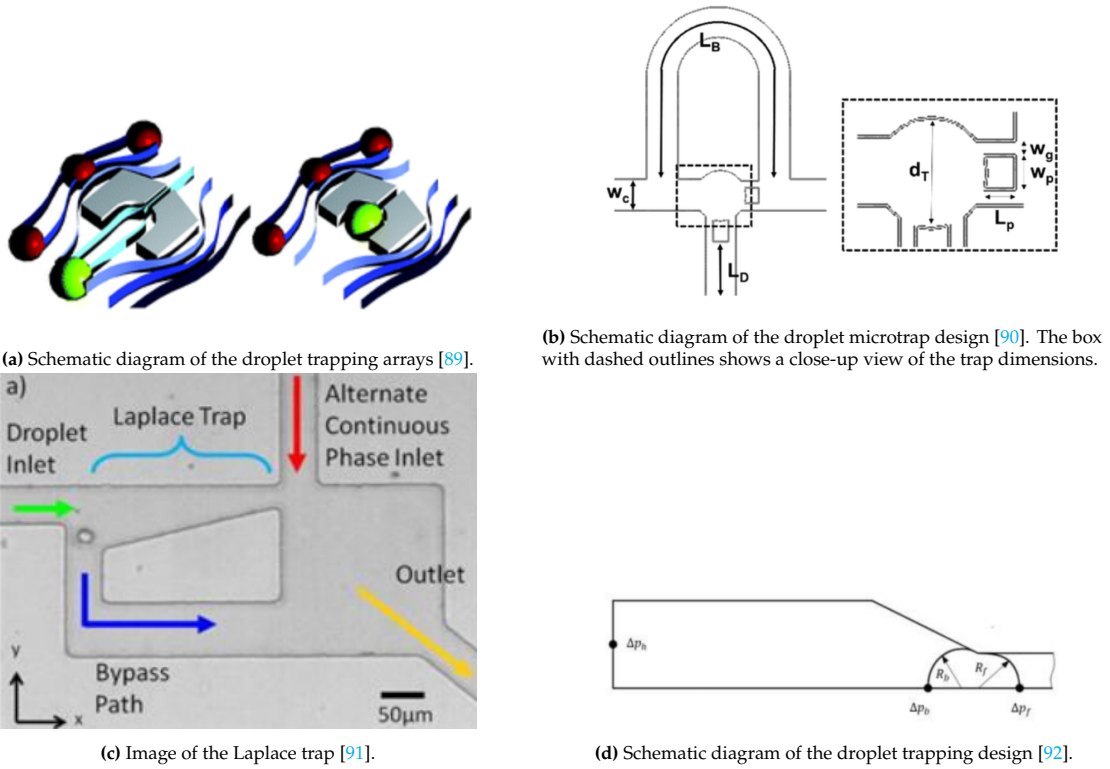 L_B
w_c
L_D
d_T
w_g
w_p
L_p
(a) Schematic diagram of the droplet trapping arrays [89].
(b) Schematic diagram of the droplet microtrap design [90]. The box
with dashed outlines shows a close-up view of the trap dimensions.
a)
Droplet
Inlet
Laplace Trap
Alternate
Continuous
Phase Inlet
Outlet
Bypass
Path
y
x
50µm
(c) Image of the Laplace trap [91].
Δp_h
R_b
R_f
Δp_b
Δp_f
(d) Schematic diagram of the droplet trapping design [92].